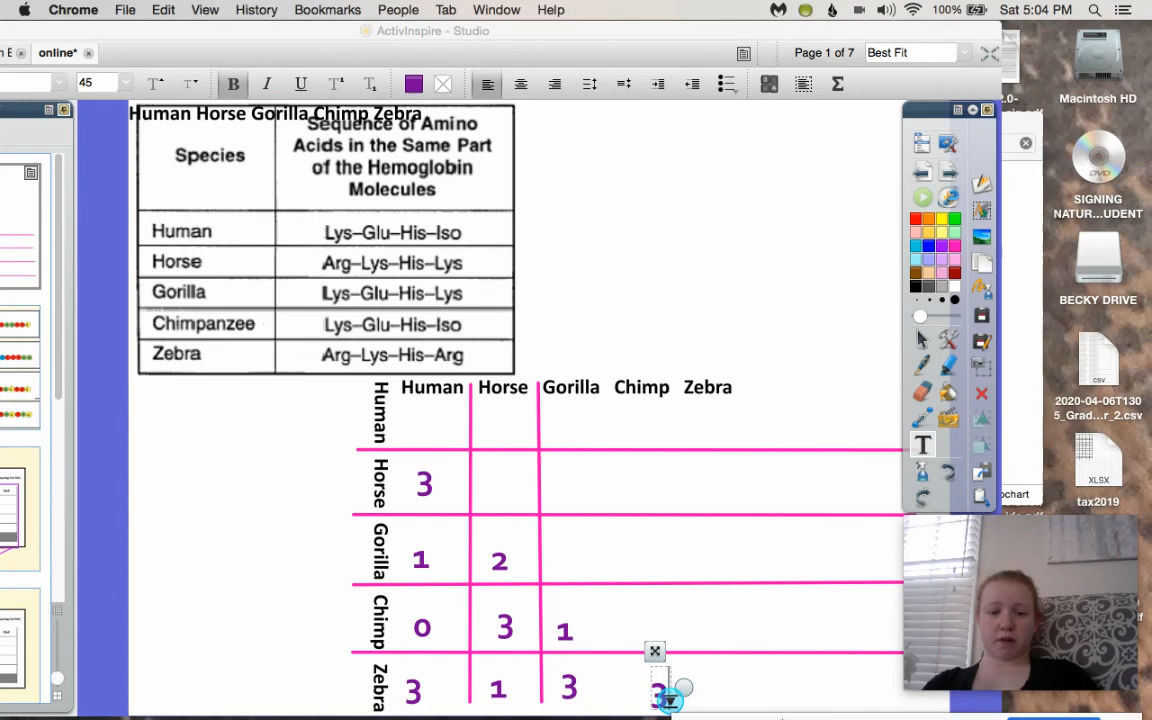 Chrome File Edit View History Bookmarks People Tab Window Help 100% Sat 5:04 PM
ActivInspire - Studio
online* Page 1 of 7 Best Fit
45 B I U
Human Horse Gorilla Chimp Zebra
Species
Sequence of Amino
Acids in the Same Part
of the Hemoglobin
Molecules
Human Lys–Glu–His–Iso
Horse Arg–Lys–His–Lys
Gorilla Lys–Glu–His–Lys
Chimpanzee Lys–Glu–His–Iso
Zebra Arg–Lys–His–Arg
Human Horse Gorilla Chimp Zebra
Human
Horse 3
Gorilla 1 2
Chimp 0 3 1
Zebra 3 1 3 3
T
Macintosh HD
DVD
SIGNING
NATUR...UDENT
BECKY DRIVE
CSV
2020-04-06T130
5_Grad...r_2.csv
XLSX
tax2019